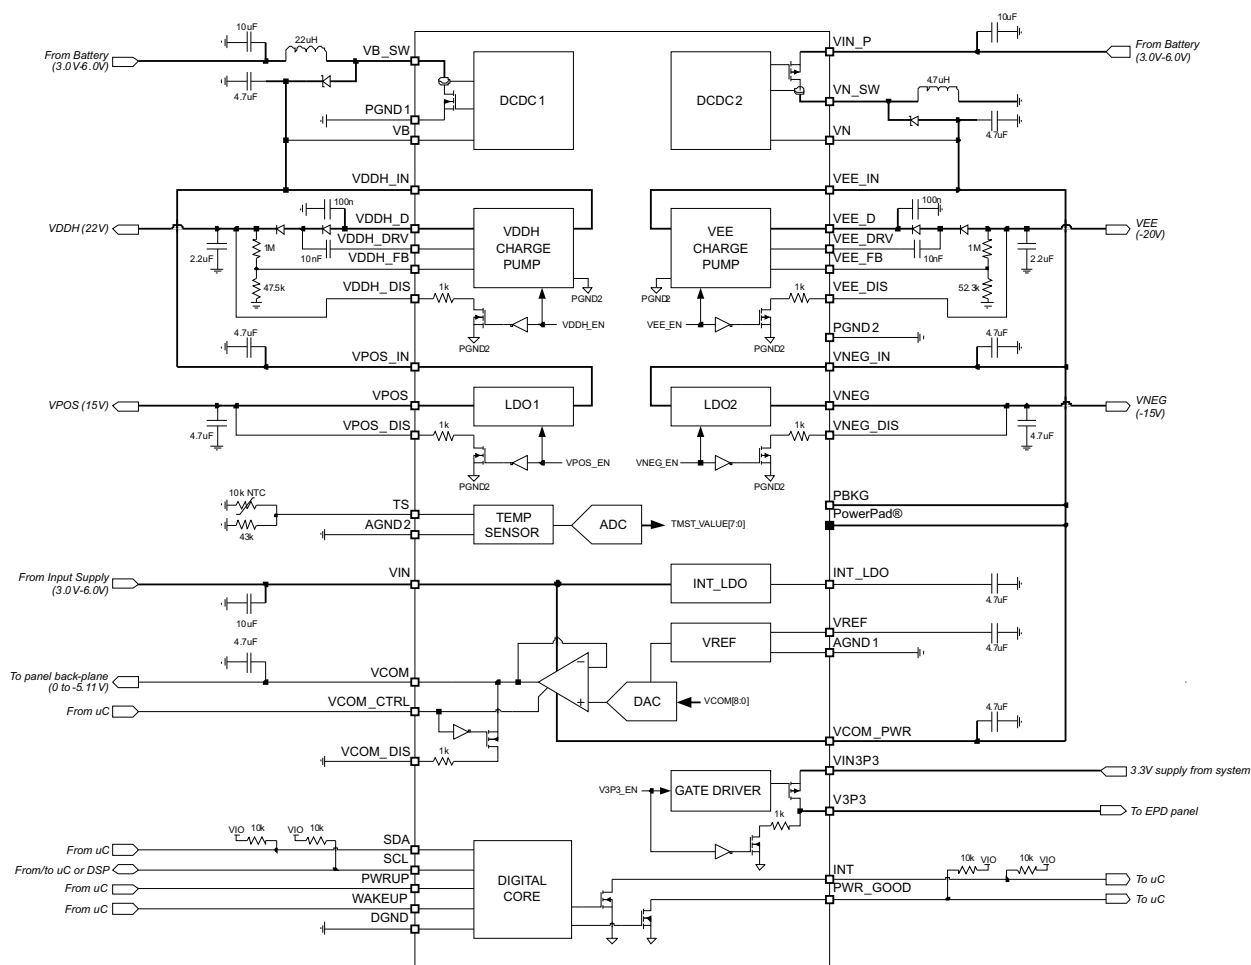 10uF
22uH
VB_SW
From Battery
(3.0V-6.0V)
4.7uF
PGND1
VB
DCDC1
DCDC2
VIN_P
10uF
From Battery
(3.0V-6.0V)
VN_SW
4.7uH
VN
4.7uF
VDDH_IN
VEE_IN
100n
VDDH (22V)
VDDH_D
VDDH_DRV
VDDH_FB
1M
10nF
2.2uF
47.5k
VDDH_DIS
1k
VDDH
CHARGE
PUMP
PGND2
VDDH_EN
PGND2
VEE
CHARGE
PUMP
PGND2
VEE_EN
1k
PGND2
VEE_D
VEE_DRV
VEE_FB
VEE_DIS
100n
10nF
1M
52.3k
2.2uF
VEE
(-20V)
PGND2
4.7uF
VPOS_IN
VNEG_IN
4.7uF
VPOS (15V)
VPOS
LDO1
LDO2
VNEG
VNEG
(-15V)
4.7uF
VPOS_DIS
1k
VPOS_EN
PGND2
VNEG_EN
1k
PGND2
VNEG_DIS
4.7uF
10k NTC
43k
TS
AGND2
TEMP
SENSOR
ADC
TMST_VALUE[7:0]
PBKG
PowerPad®
From Input Supply
(3.0V-6.0V)
VIN
10uF
INT_LDO
INT_LDO
4.7uF
VREF
VREF
AGND1
4.7uF
4.7uF
To panel back-plane
(0 to -5.11V)
VCOM
−
+
DAC
VCOM[8:0]
From uC
VCOM_CTRL
VCOM_DIS
1k
4.7uF
VCOM_PWR
VIN3P3
3.3V supply from system
V3P3_EN
GATE DRIVER
1k
V3P3
To EPD panel
VIO
10k
VIO
10k
From uC
SDA
From/to uC or DSP
SCL
From uC
PWRUP
From uC
WAKEUP
DGND
DIGITAL
CORE
INT
PWR_GOOD
10k
VIO
10k
VIO
To uC
To uC